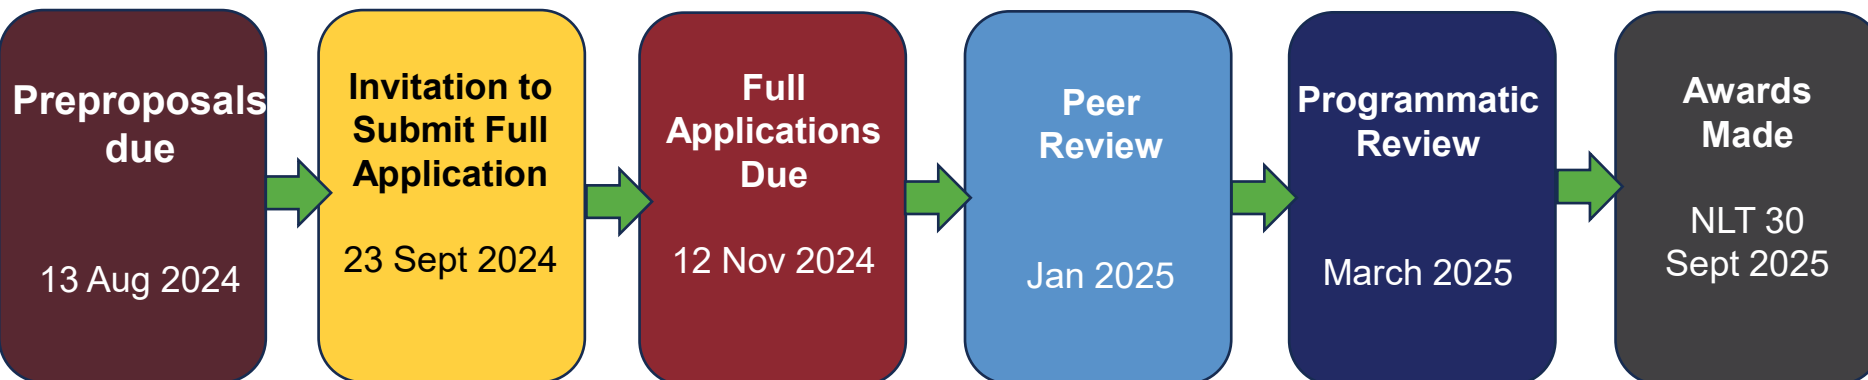 Preproposals
due
13 Aug 2024
Invitation to
Submit Full
Application
23 Sept 2024
Full
Applications
Due
12 Nov 2024
Peer
Review
Jan 2025
Programmatic
Review
March 2025
Awards
Made
NLT 30
Sept 2025